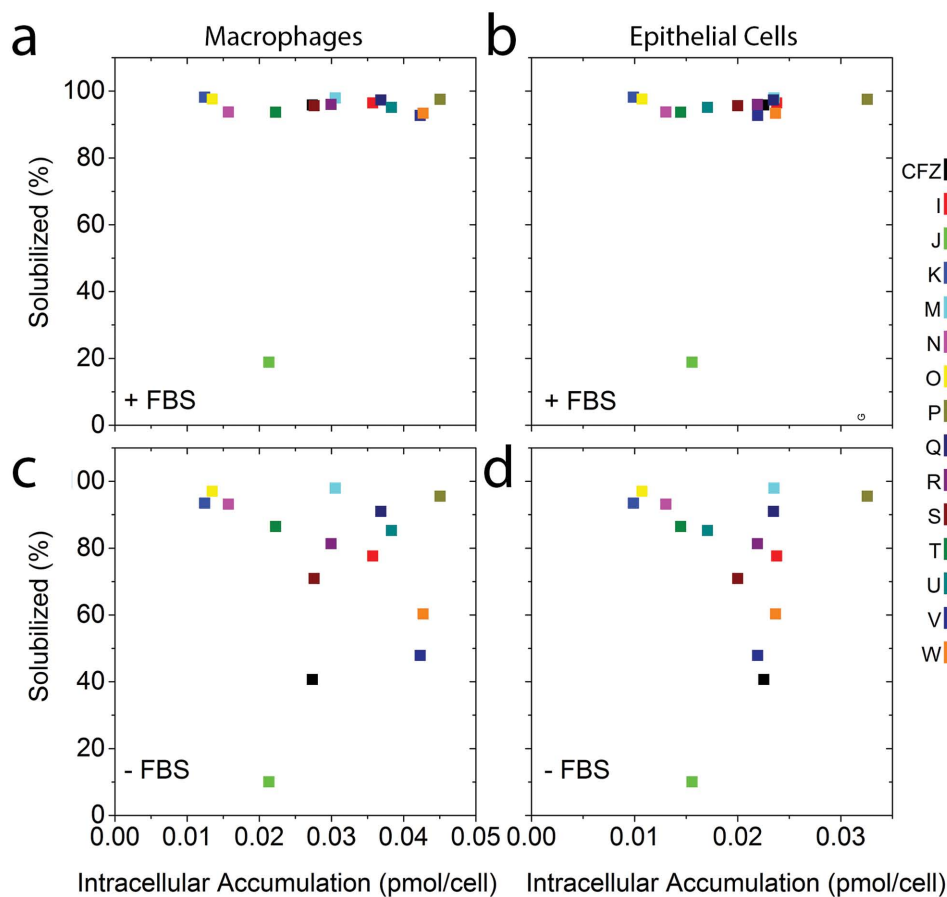 a Macrophages
b Epithelial Cells
100
80
60
40
20
0
Solubilized (%)
+ FBS
+ FBS
G
CFZ
I
J
K
M
N
O
P
Q
R
S
T
U
V
W
c
d
00
80
60
40
20
0
Solubilized (%)
- FBS
- FBS
0.00 0.01 0.02 0.03 0.04 0.05
0.00 0.01 0.02 0.03
Intracellular Accumulation (pmol/cell)
Intracellular Accumulation (pmol/cell)